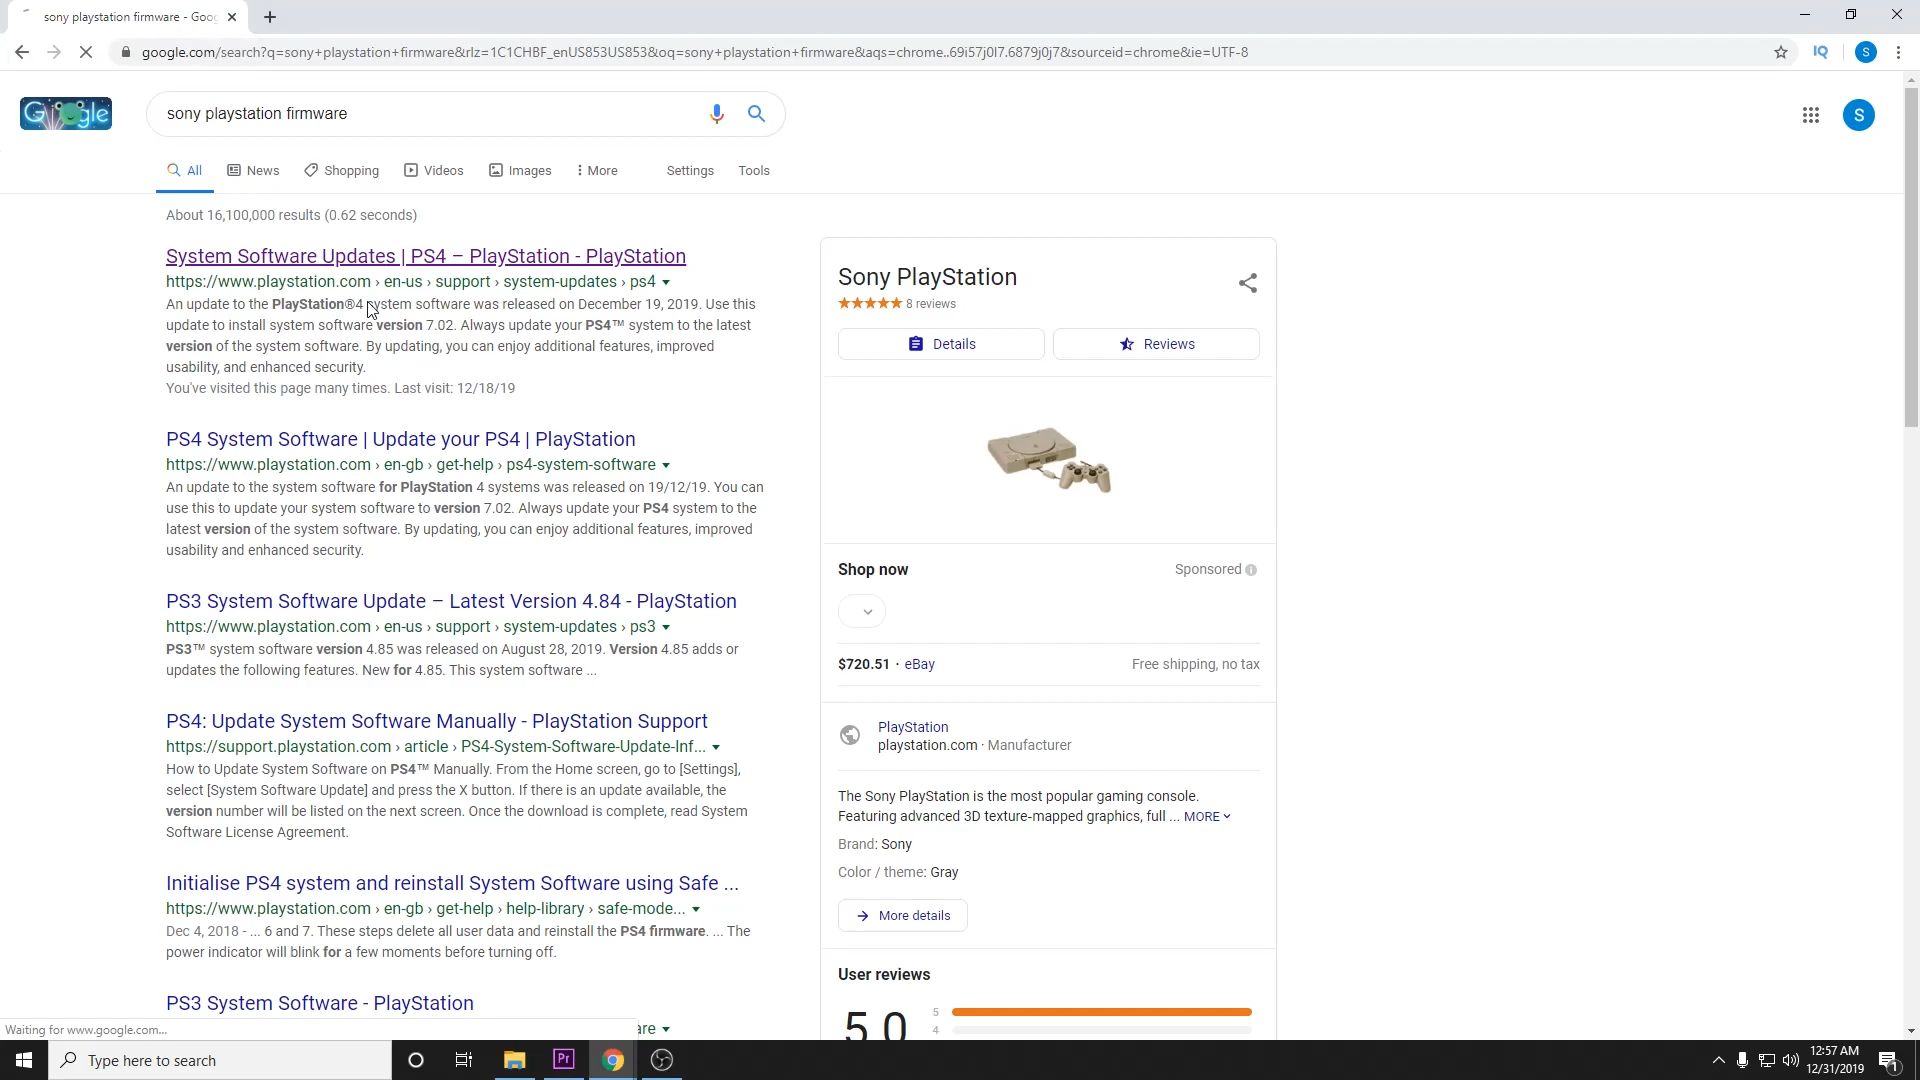 sony playstation firmware - Goo
google.com/search?q=sony+playstation+firmware&rlz=1C1CHBF_enUS853US853&oq=sony+playstation+firmware&aqs=chrome..69i57j0l7.6879j0j7&sourceid=chrome&ie=UTF-8
IQ
S
Google
sony playstation firmware
S
All
News
Shopping
Videos
Images
More
Settings
Tools
About 16,100,000 results (0.62 seconds)
System Software Updates | PS4 – PlayStation - PlayStation
https://www.playstation.com › en-us › support › system-updates › ps4
An update to the PlayStation®4 system software was released on December 19, 2019. Use this
update to install system software version 7.02. Always update your PS4™ system to the latest
version of the system software. By updating, you can enjoy additional features, improved
usability, and enhanced security.
You've visited this page many times. Last visit: 12/18/19
PS4 System Software | Update your PS4 | PlayStation
https://www.playstation.com › en-gb › get-help › ps4-system-software
An update to the system software for PlayStation 4 systems was released on 19/12/19. You can
use this to update your system software to version 7.02. Always update your PS4 system to the
latest version of the system software. By updating, you can enjoy additional features, improved
usability and enhanced security.
PS3 System Software Update – Latest Version 4.84 - PlayStation
https://www.playstation.com › en-us › support › system-updates › ps3
PS3™ system software version 4.85 was released on August 28, 2019. Version 4.85 adds or
updates the following features. New for 4.85. This system software ...
PS4: Update System Software Manually - PlayStation Support
https://support.playstation.com › article › PS4-System-Software-Update-Inf...
How to Update System Software on PS4™ Manually. From the Home screen, go to [Settings],
select [System Software Update] and press the X button. If there is an update available, the
version number will be listed on the next screen. Once the download is complete, read System
Software License Agreement.
Initialise PS4 system and reinstall System Software using Safe ...
https://www.playstation.com › en-gb › get-help › help-library › safe-mode...
Dec 4, 2018 - ... 6 and 7. These steps delete all user data and reinstall the PS4 firmware. ... The
power indicator will blink for a few moments before turning off.
PS3 System Software - PlayStation
are
Sony PlayStation
8 reviews
Details
Reviews
Shop now
Sponsored
$720.51 · eBay
Free shipping, no tax
PlayStation
playstation.com · Manufacturer
The Sony PlayStation is the most popular gaming console.
Featuring advanced 3D texture-mapped graphics, full ... MORE
Brand: Sony
Color / theme: Gray
More details
User reviews
5.0
5
4
Waiting for www.google.com...
Type here to search
Pr
12:57 AM
12/31/2019
1